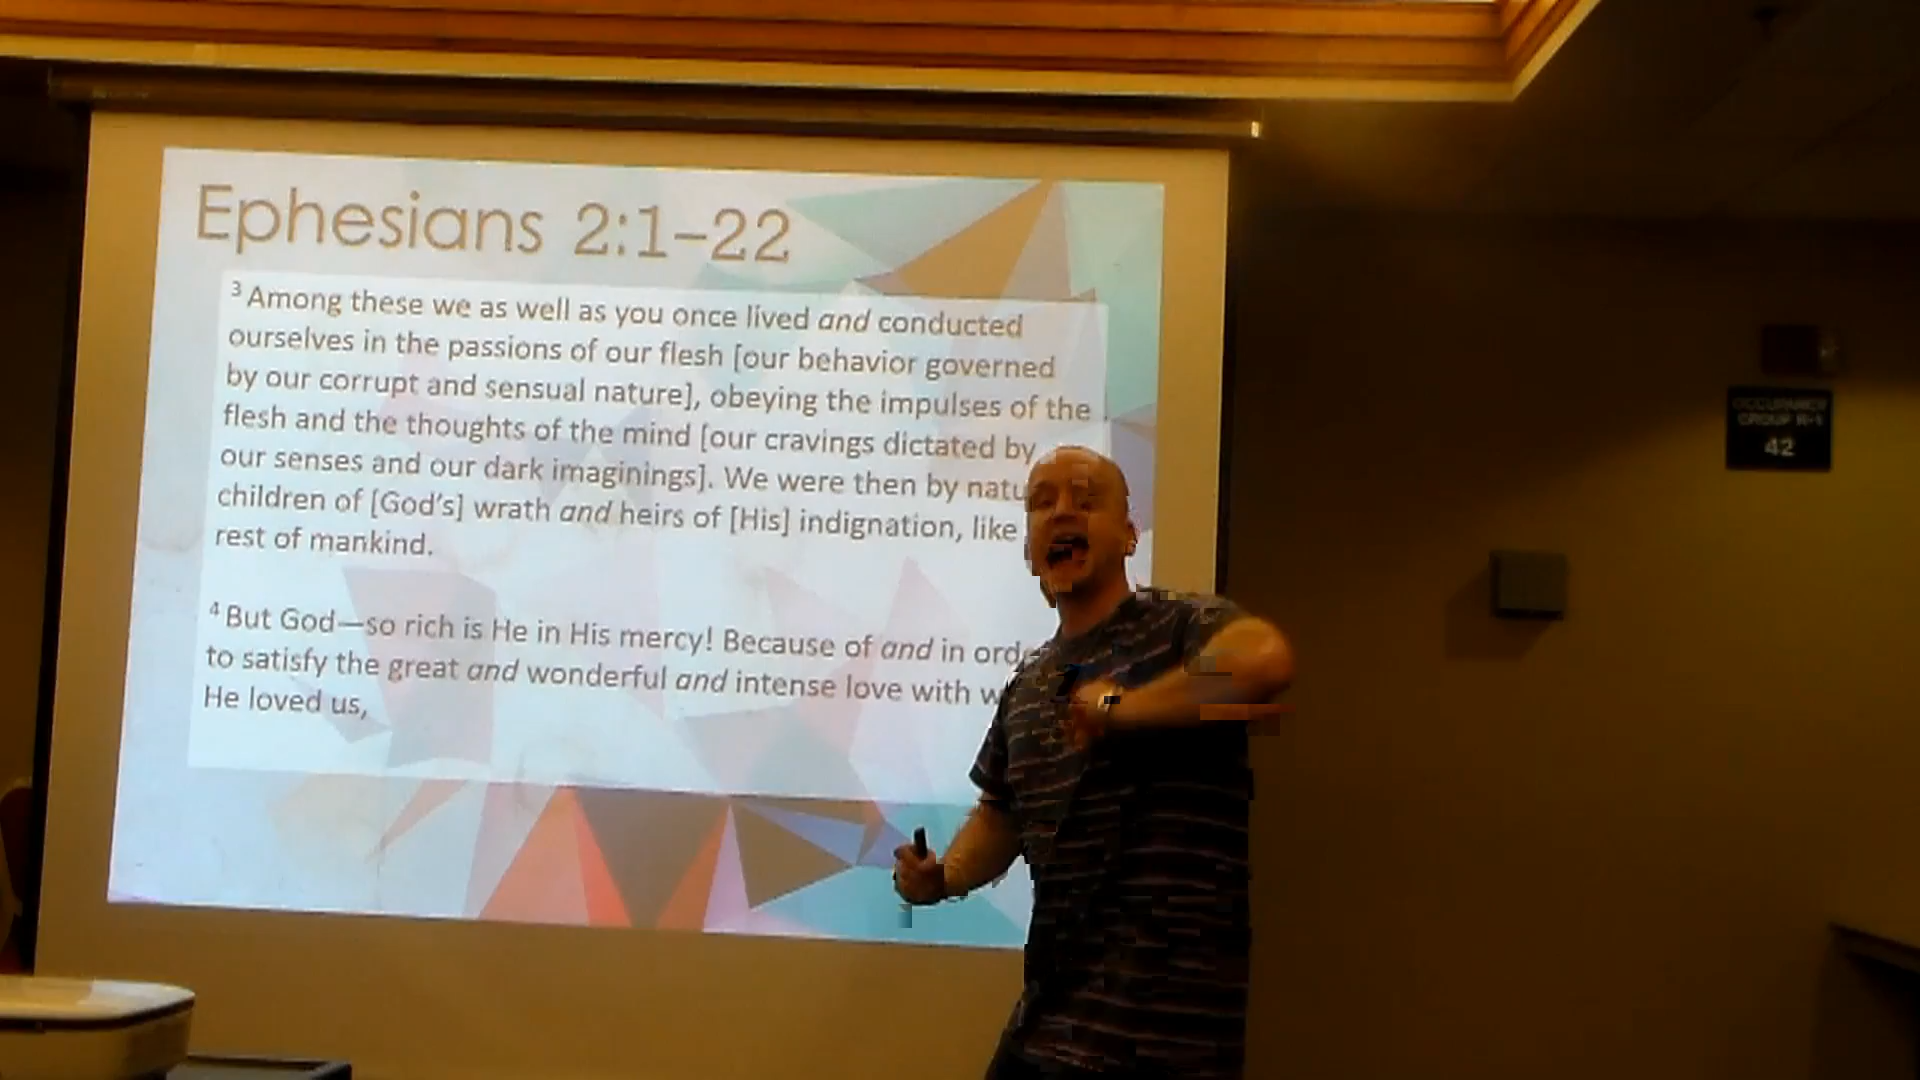 Ephesians 2:1–22
3 Among these we as well as you once lived and conducted
ourselves in the passions of our flesh [our behavior governed
by our corrupt and sensual nature], obeying the impulses of the
flesh and the thoughts of the mind [our cravings dictated by
our senses and our dark imaginings]. We were then by natu
children of [God's] wrath and heirs of [His] indignation, like
rest of mankind.
4 But God—so rich is He in His mercy! Because of and in ord
to satisfy the great and wonderful and intense love with w
He loved us,
OCCUPANCY
GROUP R-1
42